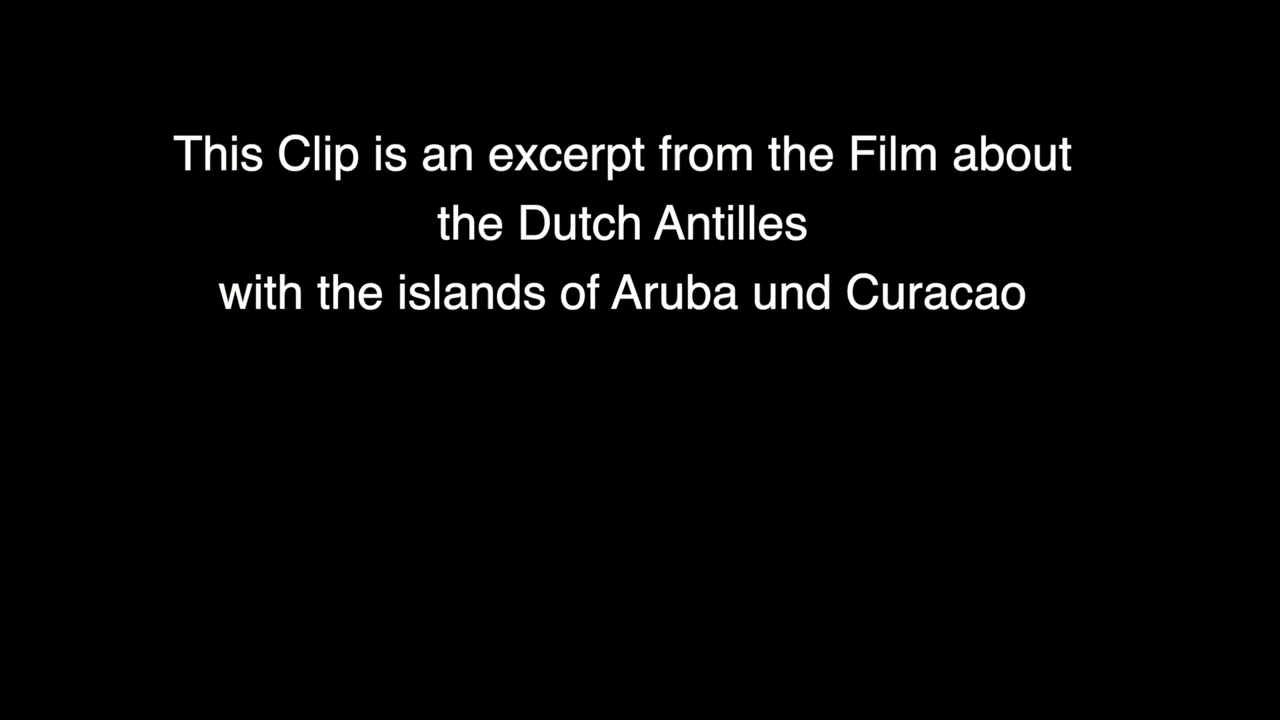 This Clip is an excerpt from the Film about
the Dutch Antilles
with the islands of Aruba und Curacao